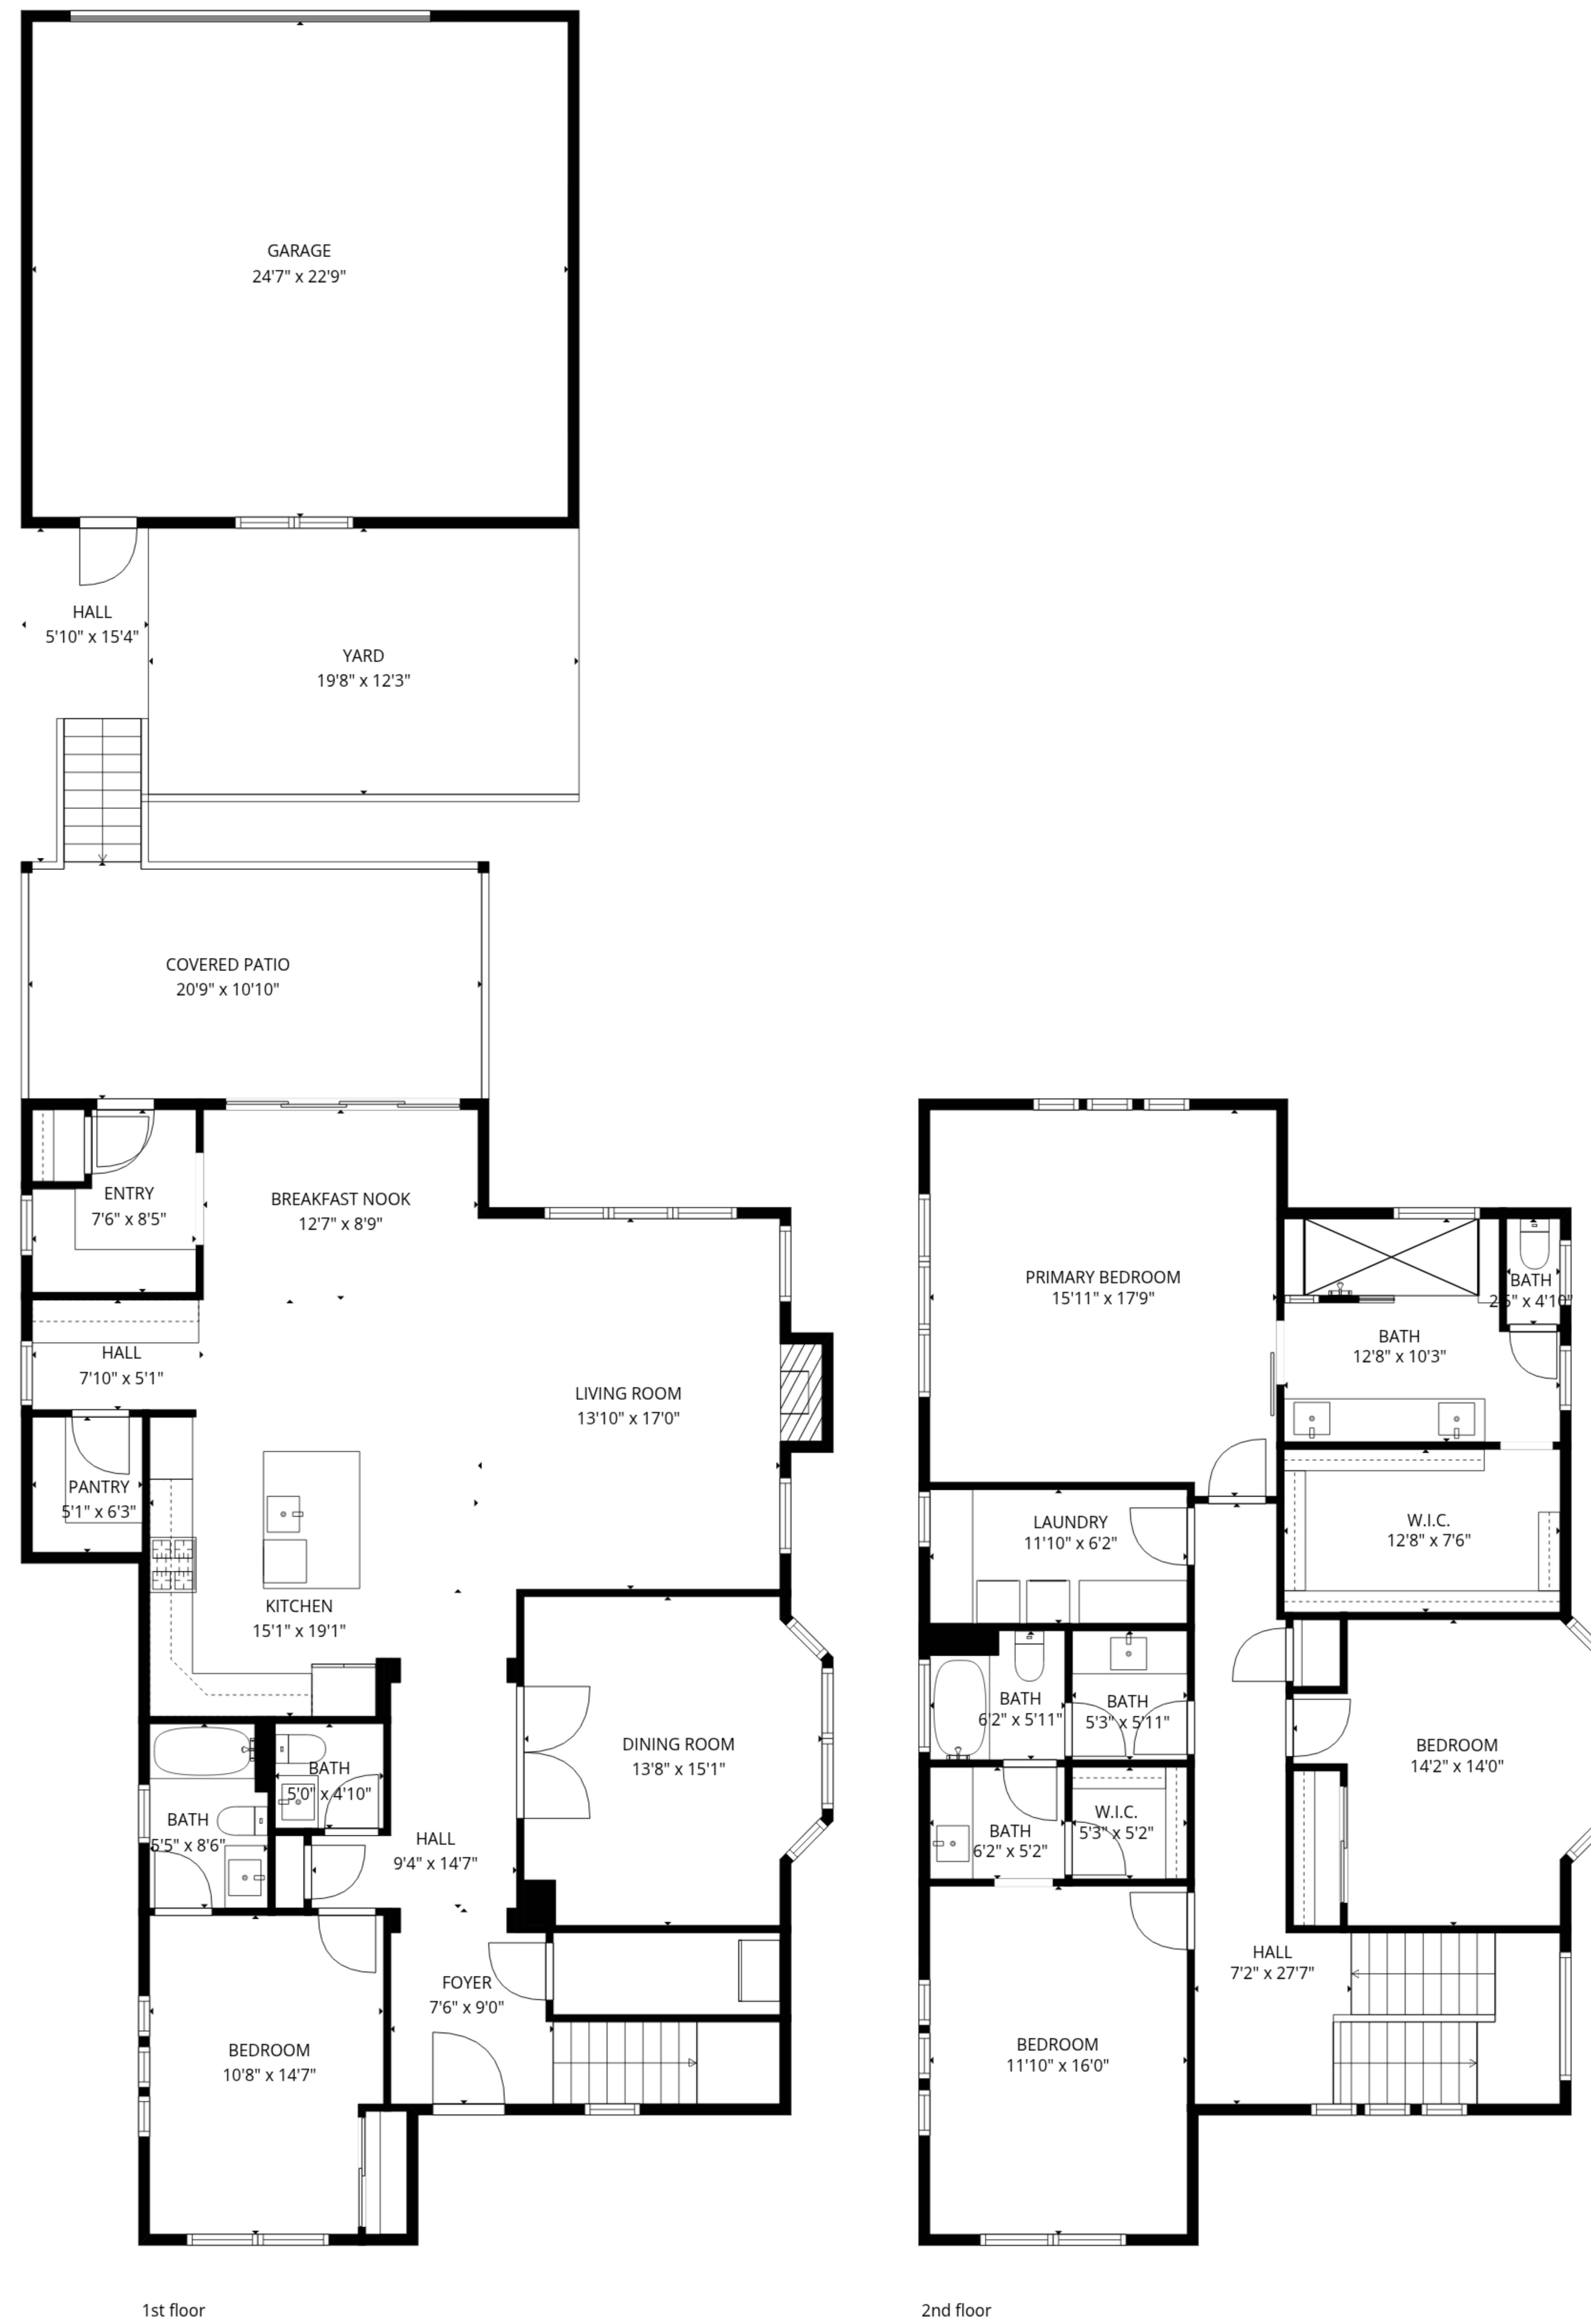 GARAGE
24'7" x 22'9"
HALL
5'10" x 15'4"
YARD
19'8" x 12'3"
COVERED PATIO
20'9" x 10'10"
ENTRY
7'6" x 8'5"
BREAKFAST NOOK
12'7" x 8'9"
HALL
7'10" x 5'1"
LIVING ROOM
13'10" x 17'0"
PANTRY
5'1" x 6'3"
KITCHEN
15'1" x 19'1"
DINING ROOM
13'8" x 15'1"
BATH
5'0" x 4'10"
BATH
5'5" x 8'6"
HALL
9'4" x 14'7"
FOYER
7'6" x 9'0"
BEDROOM
10'8" x 14'7"
1st floor
PRIMARY BEDROOM
15'11" x 17'9"
BATH
2'5" x 4'10"
BATH
12'8" x 10'3"
LAUNDRY
11'10" x 6'2"
W.I.C.
12'8" x 7'6"
BATH
6'2" x 5'11"
BATH
5'3" x 5'11"
BEDROOM
14'2" x 14'0"
W.I.C.
5'3" x 5'2"
BATH
6'2" x 5'2"
HALL
7'2" x 27'7"
BEDROOM
11'10" x 16'0"
2nd floor